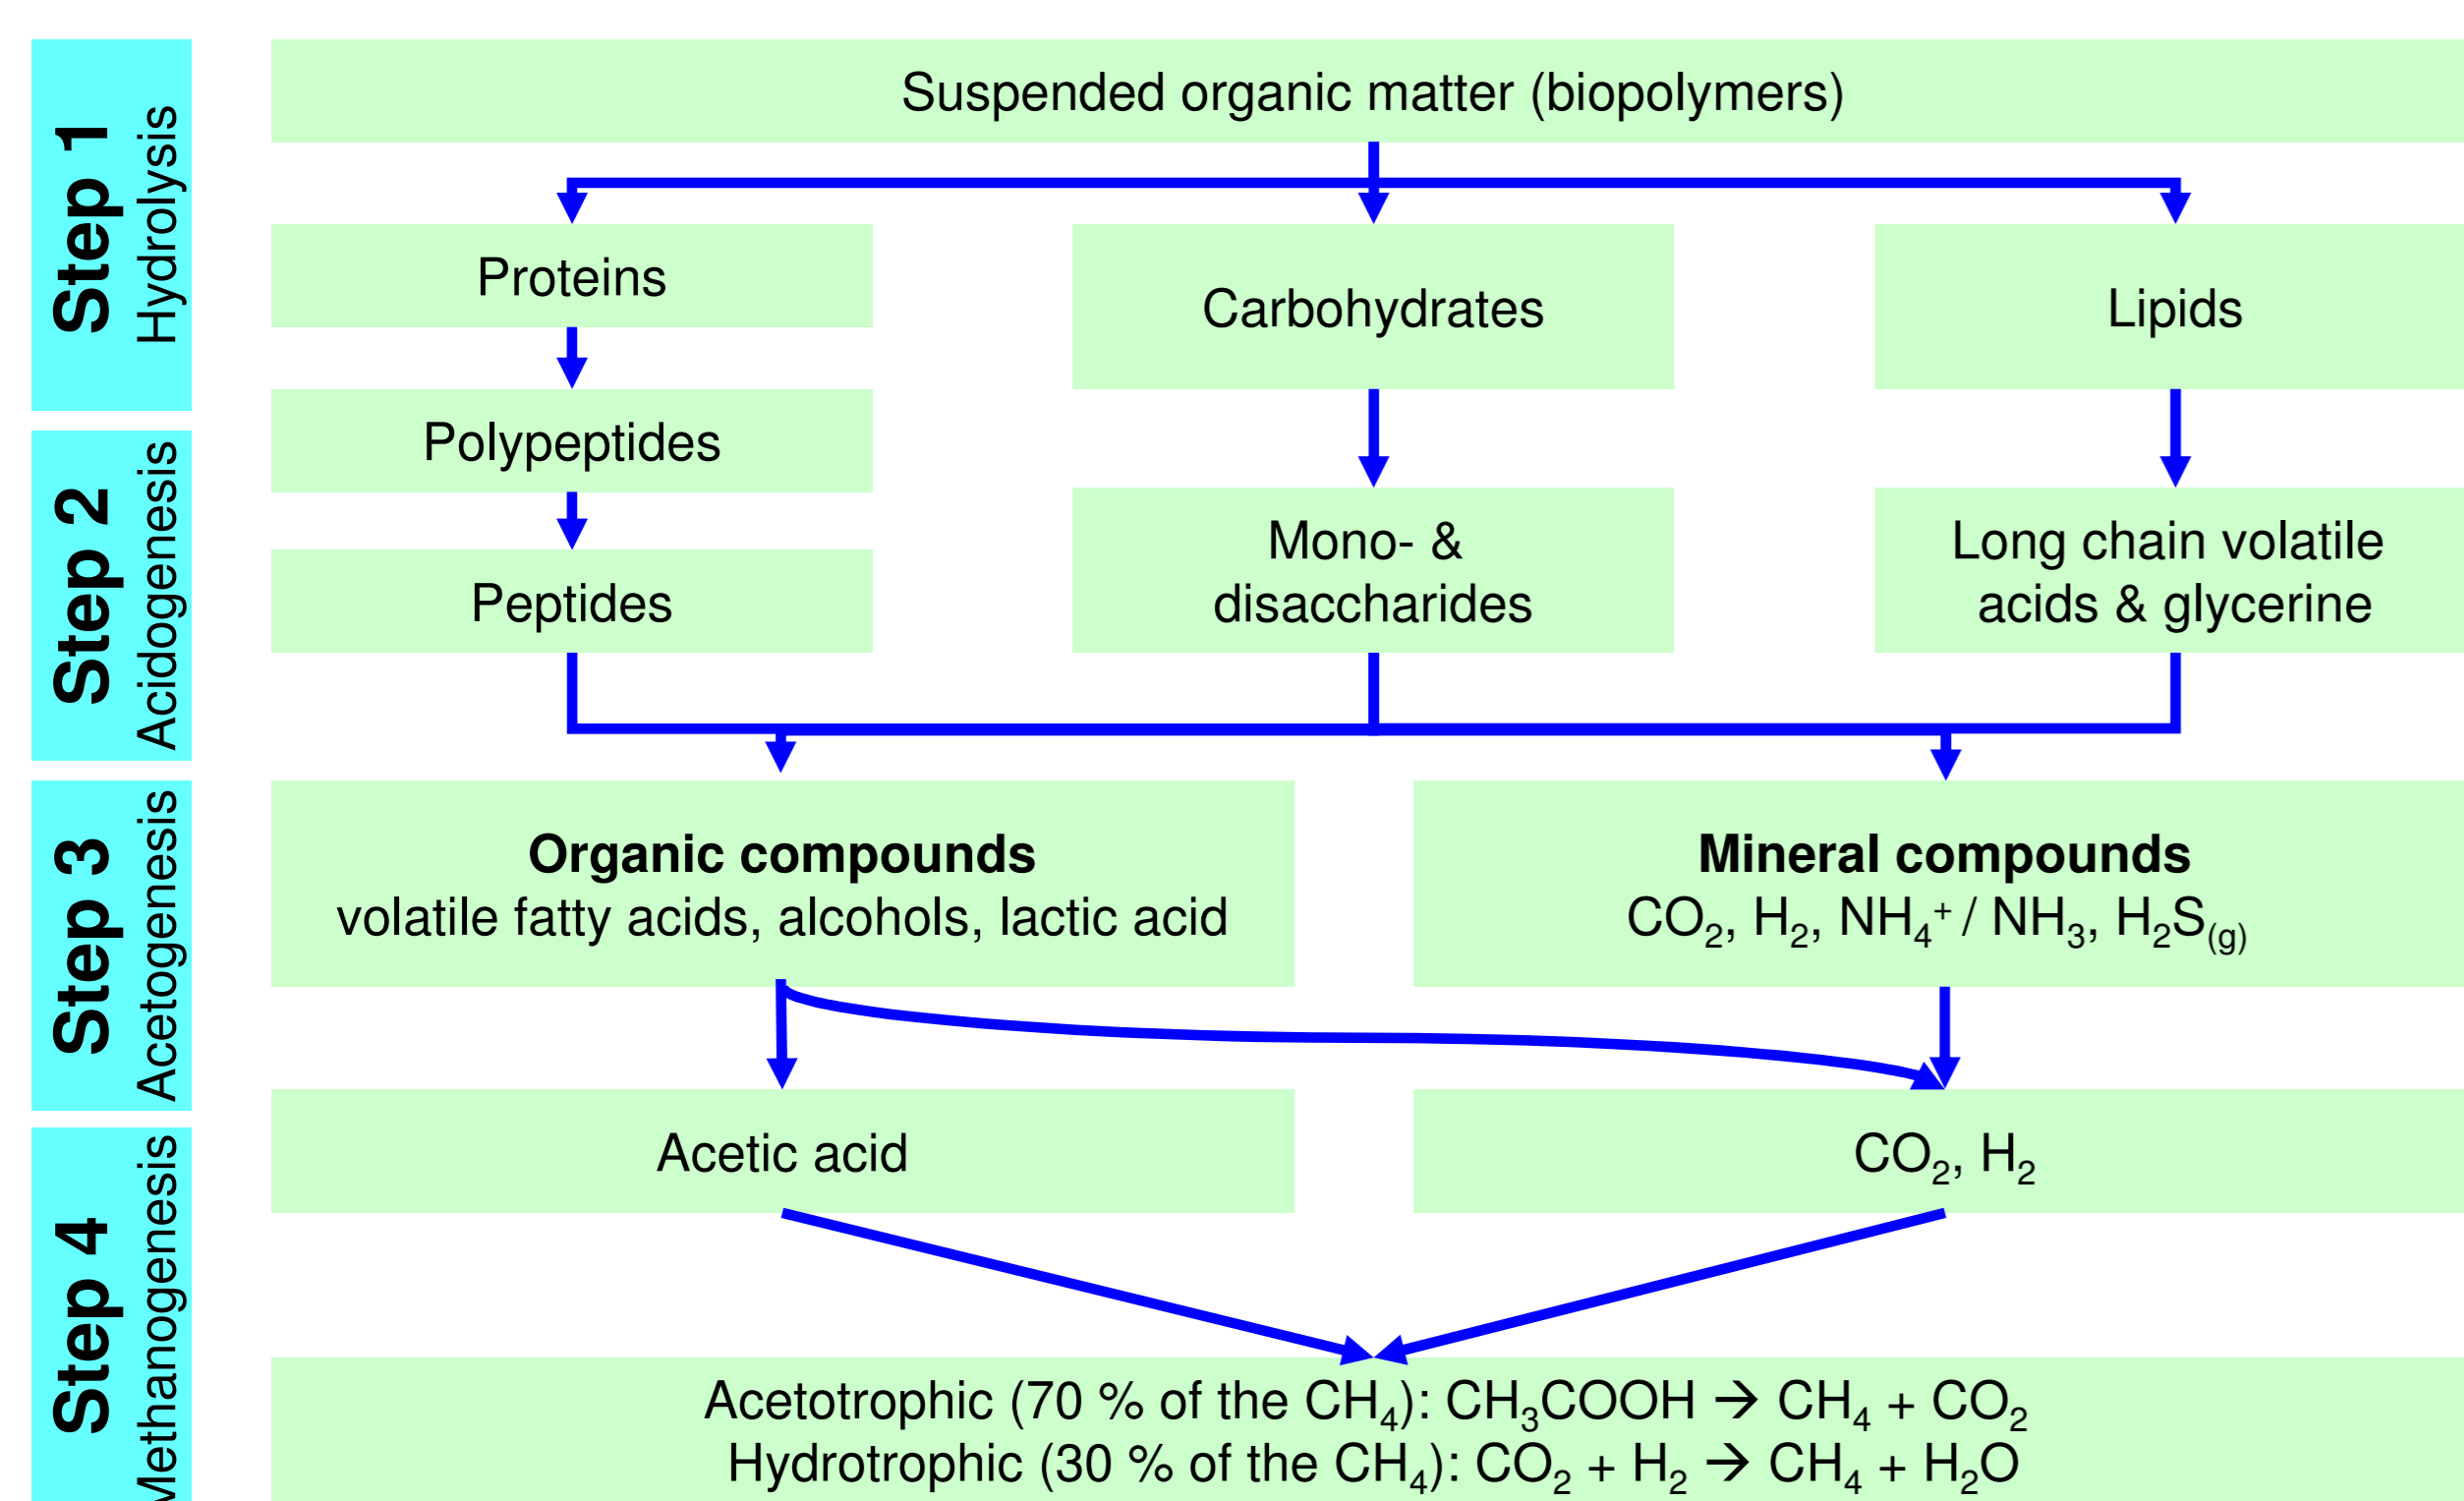 Step 1
Hydrolysis
Suspended organic matter (biopolymers)
Proteins
Carbohydrates
Lipids
Polypeptides
Step 2
Acidogenesis
Mono- &
disaccharides
Long chain volatile
acids & glycerine
Peptides
Step 3
Acetogenesis
Organic compounds
volatile fatty acids, alcohols, lactic acid
Mineral compounds
CO₂, H₂, NH₄⁺ / NH₃, H₂S₍g₎
Acetic acid
CO₂, H₂
Step 4
Methanogenesis
Acetotrophic (70 % of the CH₄): CH₃COOH → CH₄ + CO₂
Hydrotrophic (30 % of the CH₄): CO₂ + H₂ → CH₄ + H₂O